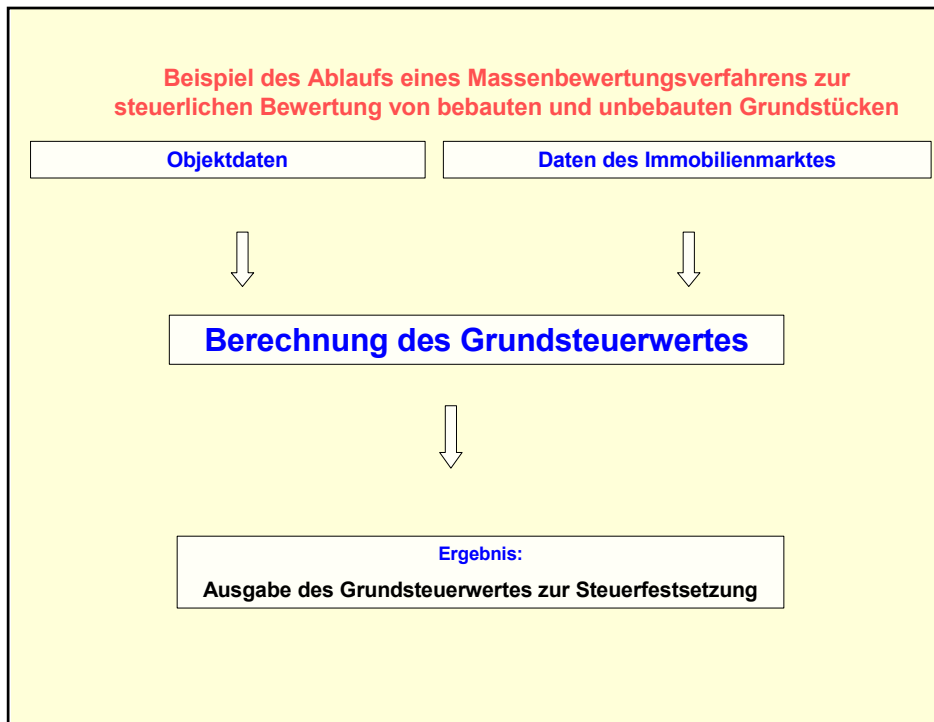 Beispiel des Ablaufs eines Massenbewertungsverfahrens zur
steuerlichen Bewertung von bebauten und unbebauten Grundstücken
Objektdaten
Daten des Immobilienmarktes
Berechnung des Grundsteuerwertes
Ergebnis:
Ausgabe des Grundsteuerwertes zur Steuerfestsetzung